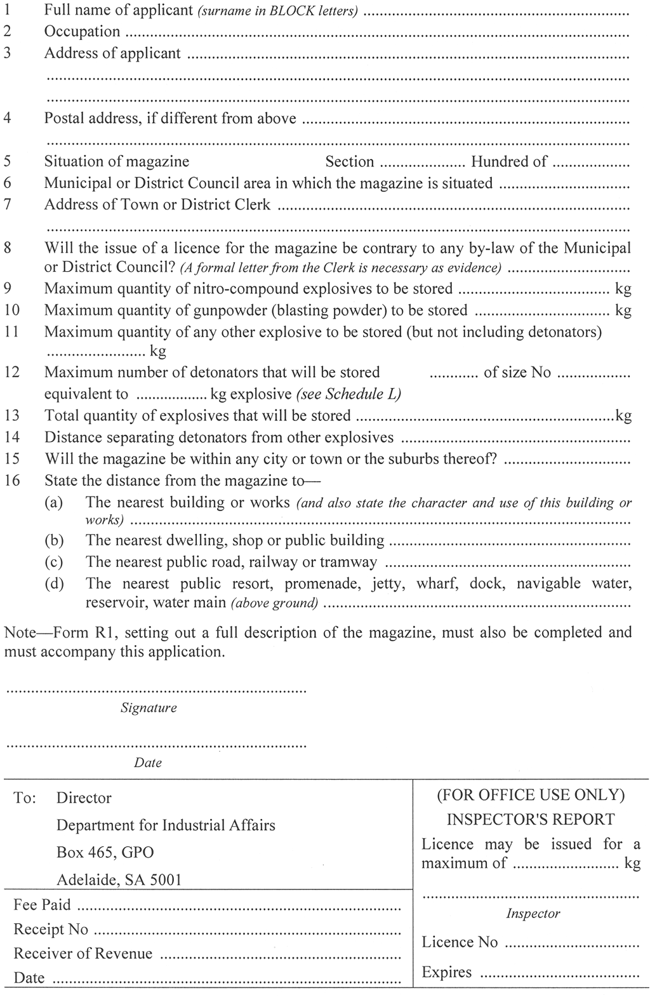 1 Full name of applicant (surname in BLOCK letters) ................................................................
2 Occupation ................................................................
3 Address of applicant ................................................................
................................................................
................................................................
4 Postal address, if different from above ................................................................
................................................................
5 Situation of magazine Section .................... Hundred of ..................
6 Municipal or District Council area in which the magazine is situated ..............................
7 Address of Town or District Clerk ................................................................
................................................................
8 Will the issue of a licence for the magazine be contrary to any by-law of the Municipal
or District Council? (A formal letter from the Clerk is necessary as evidence) .............................
9 Maximum quantity of nitro-compound explosives to be stored ................................... kg
10 Maximum quantity of gunpowder (blasting powder) to be stored ............................... kg
11 Maximum quantity of any other explosive to be stored (but not including detonators)
....................... kg
12 Maximum number of detonators that will be stored ............ of size No .................
equivalent to ................. kg explosive (see Schedule L)
13 Total quantity of explosives that will be stored ............................................................kg
14 Distance separating detonators from other explosives .....................................................
15 Will the magazine be within any city or town or the suburbs thereof? .............................
16 State the distance from the magazine to—
(a) The nearest building or works (and also state the character and use of this building or
works) ................................................................
(b) The nearest dwelling, shop or public building ........................................................
(c) The nearest public road, railway or tramway .........................................................
(d) The nearest public resort, promenade, jetty, wharf, dock, navigable water,
reservoir, water main (above ground) ................................................................
Note—Form R1, setting out a full description of the magazine, must also be completed and
must accompany this application.
................................................................
Signature
................................................................
Date
To: Director
Department for Industrial Affairs
Box 465, GPO
Adelaide, SA 5001
Fee Paid ................................................................
Receipt No ................................................................
Receiver of Revenue ........................................................
Date ................................................................
(FOR OFFICE USE ONLY)
INSPECTOR'S REPORT
Licence may be issued for a
maximum of ......................... kg
..................................................
Inspector
Licence No ...............................
Expires .....................................